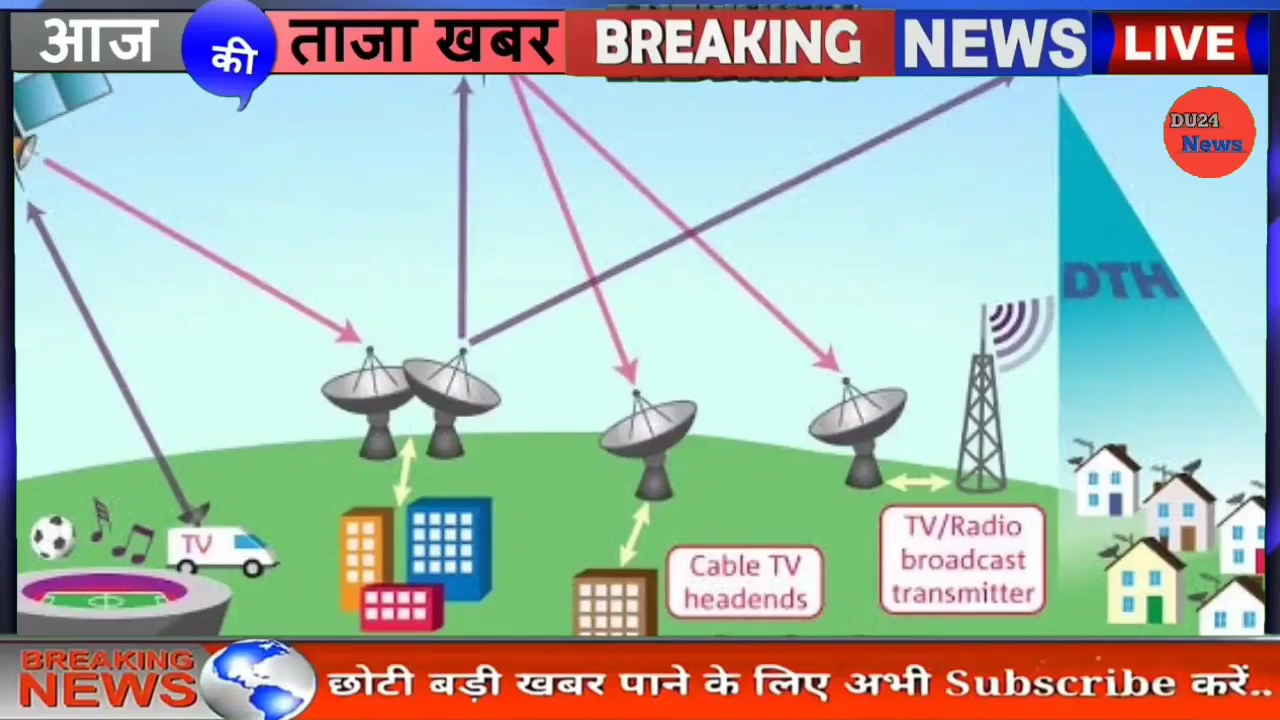 आज की ताजा खबर BREAKING NEWS LIVE
DU24
News
DTH
TV
Cable TV
headends
TV/Radio
broadcast
transmitter
BREAKING
NEWS
छोटी बड़ी खबर पाने के लिए अभी Subscribe करें..